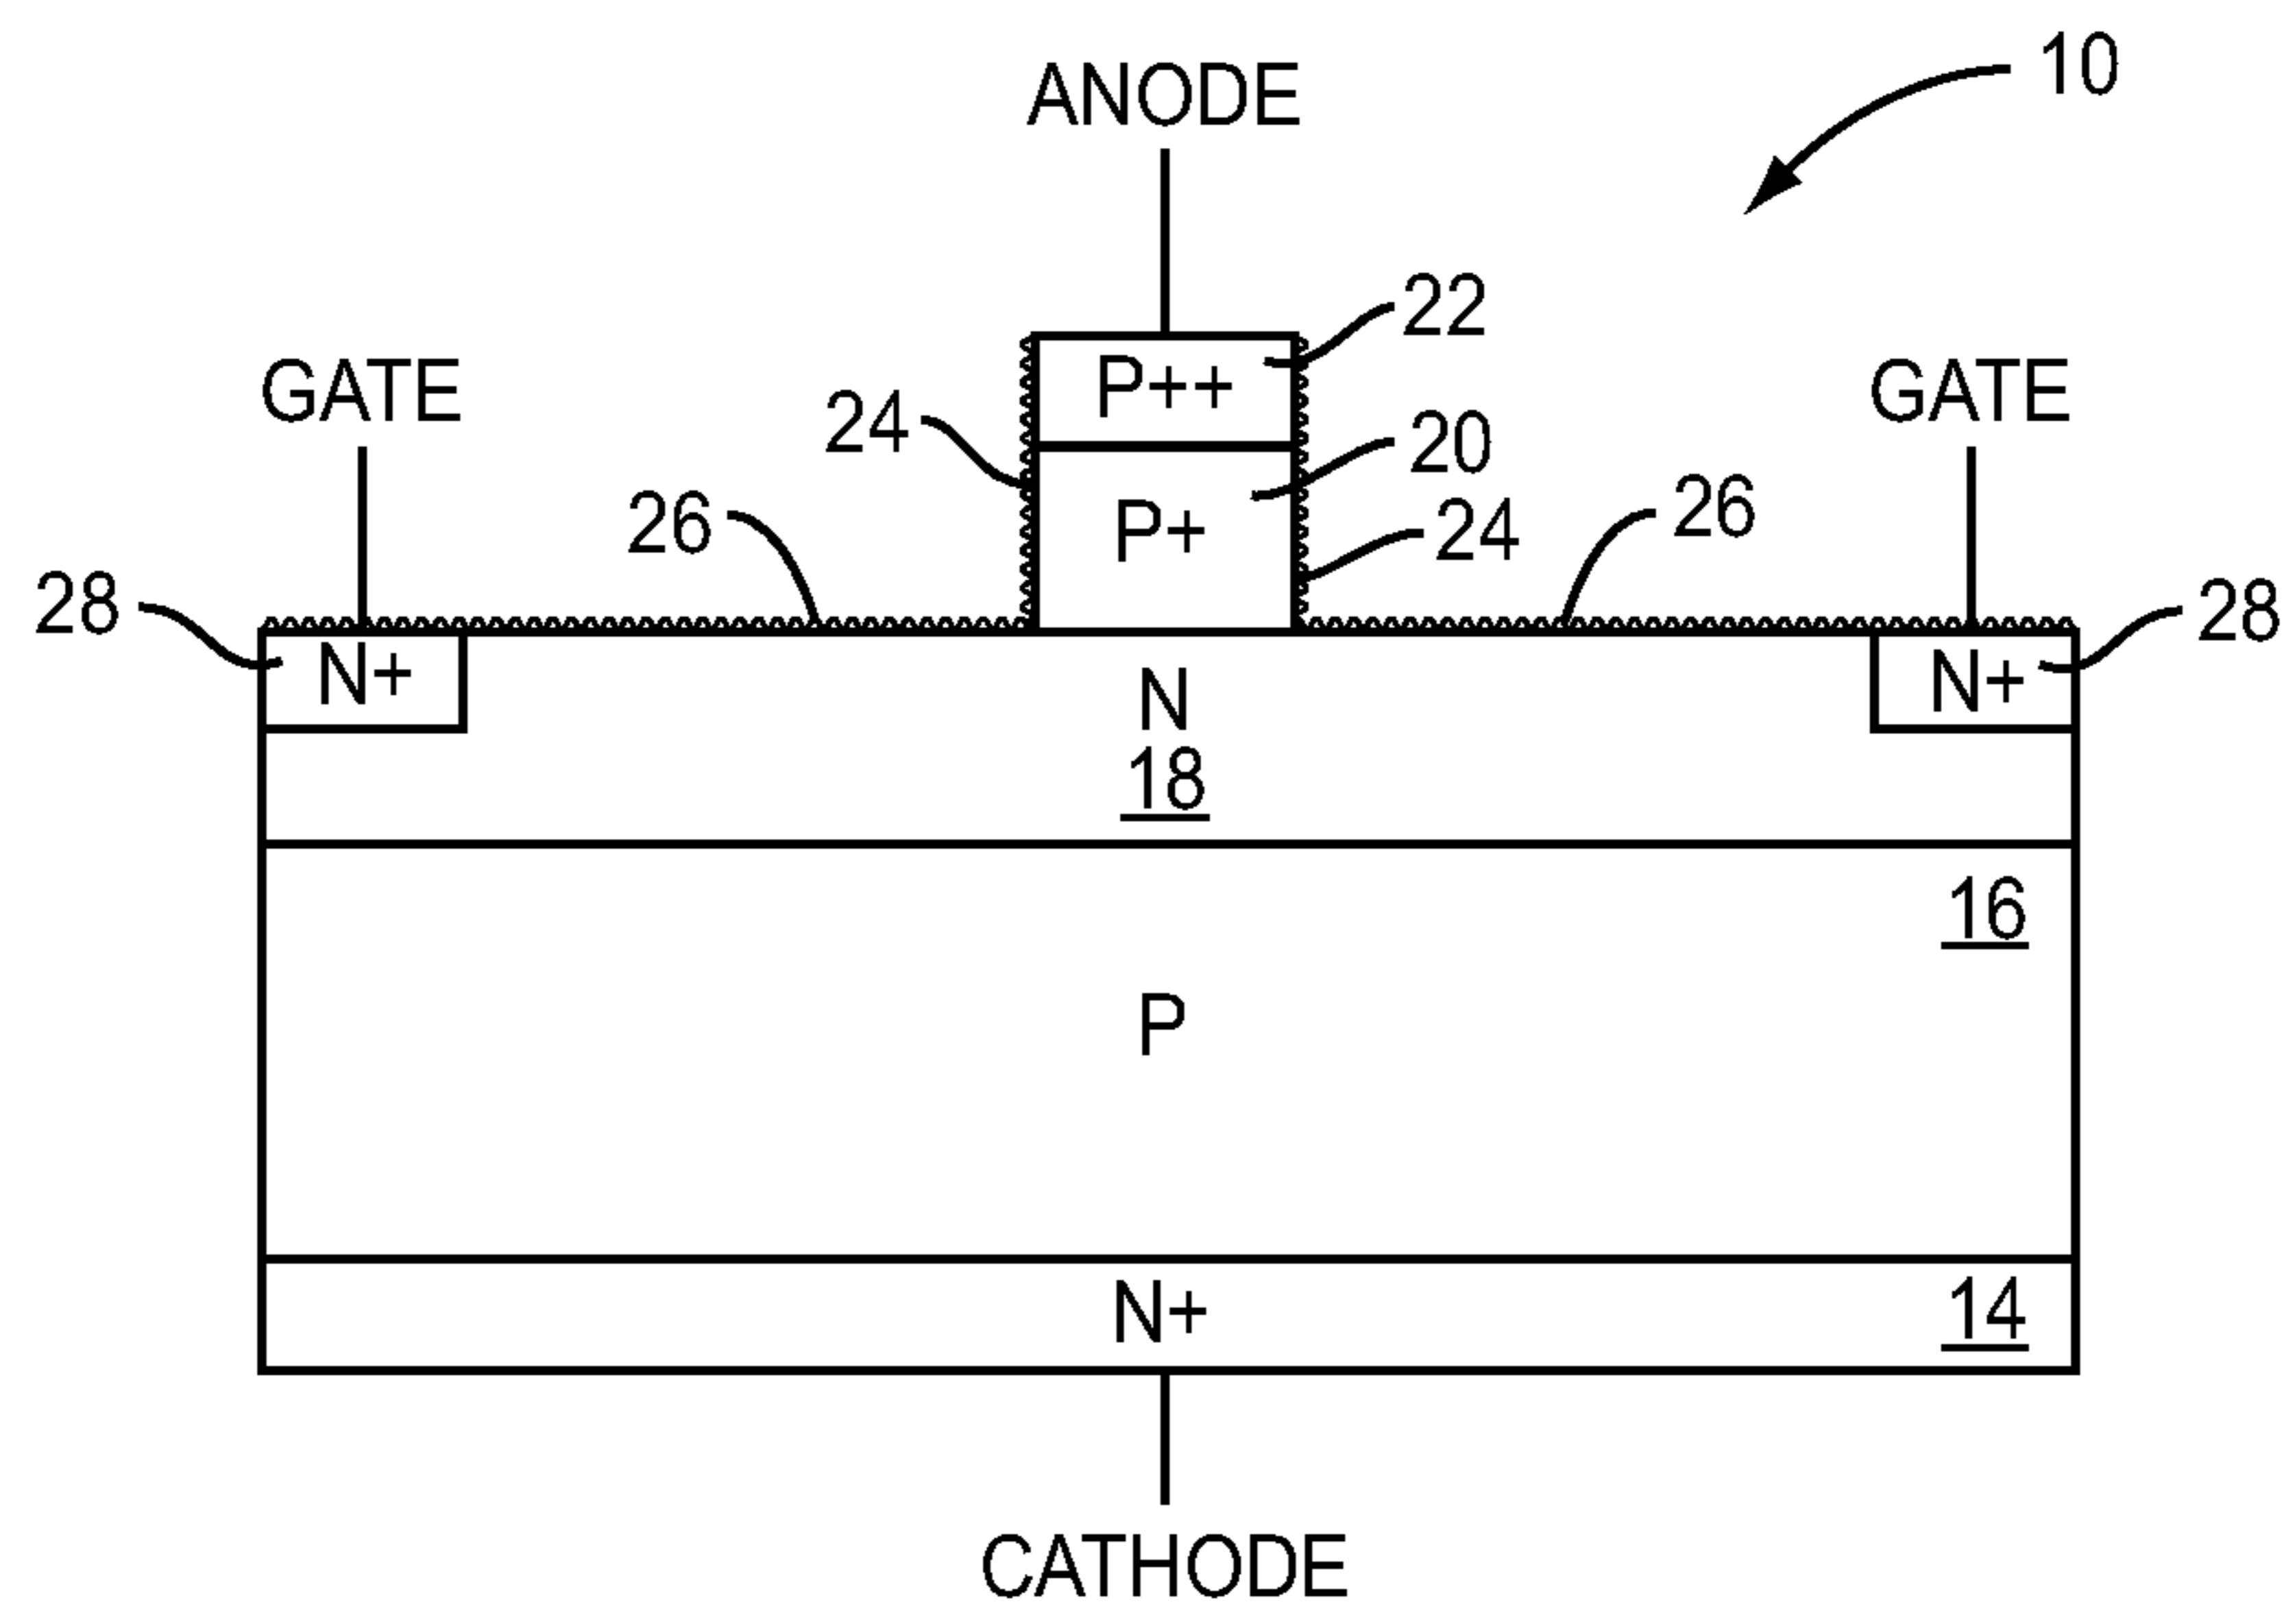 10
ANODE
22
GATE
P++
GATE
24
20
26
P+
24
26
28
28
N+
N
N+
18
16
P
N+
14
CATHODE